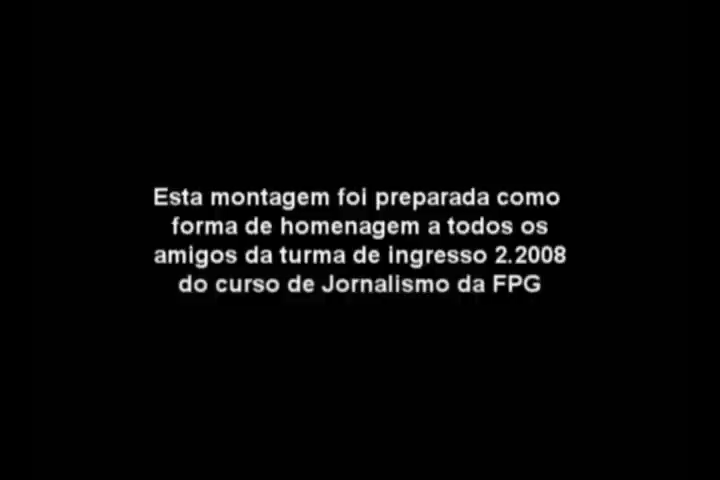 Esta montagem foi preparada como
forma de homenagem a todos os
amigos da turma de ingresso 2.2008
do curso de Jornalismo da FPG